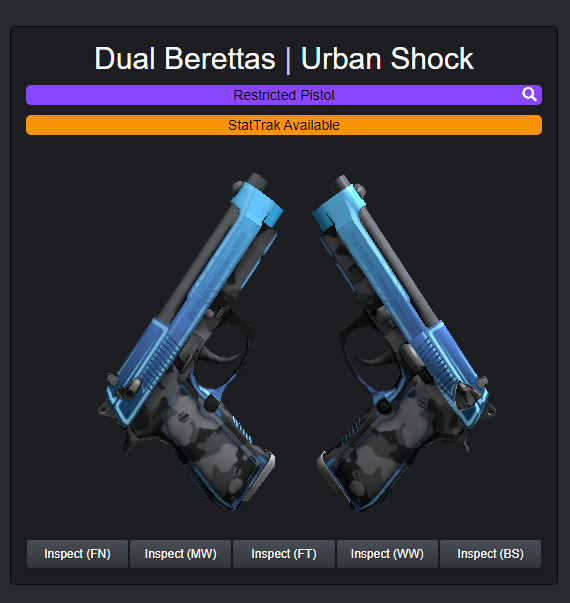 Dual Berettas | Urban Shock
Restricted Pistol
StatTrak Available
Inspect (FN) Inspect (MW) Inspect (FT) Inspect (WW) Inspect (BS)